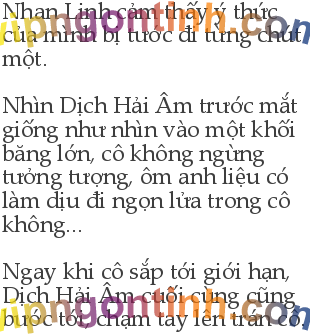 Nhan Linh cảm thấy ý thức
của mình bị tước đi từng chút
một.
Nhìn Dịch Hải Âm trước mắt
giống như nhìn vào một khối
băng lớn, cô không ngừng
tưởng tượng, ôm anh liệu có
làm dịu đi ngọn lửa trong cô
không...
Ngay khi cô sắp tới giới hạn,
Dịch Hải Âm cuối cùng cũng
bước tới, chạm tay lên trán cô,